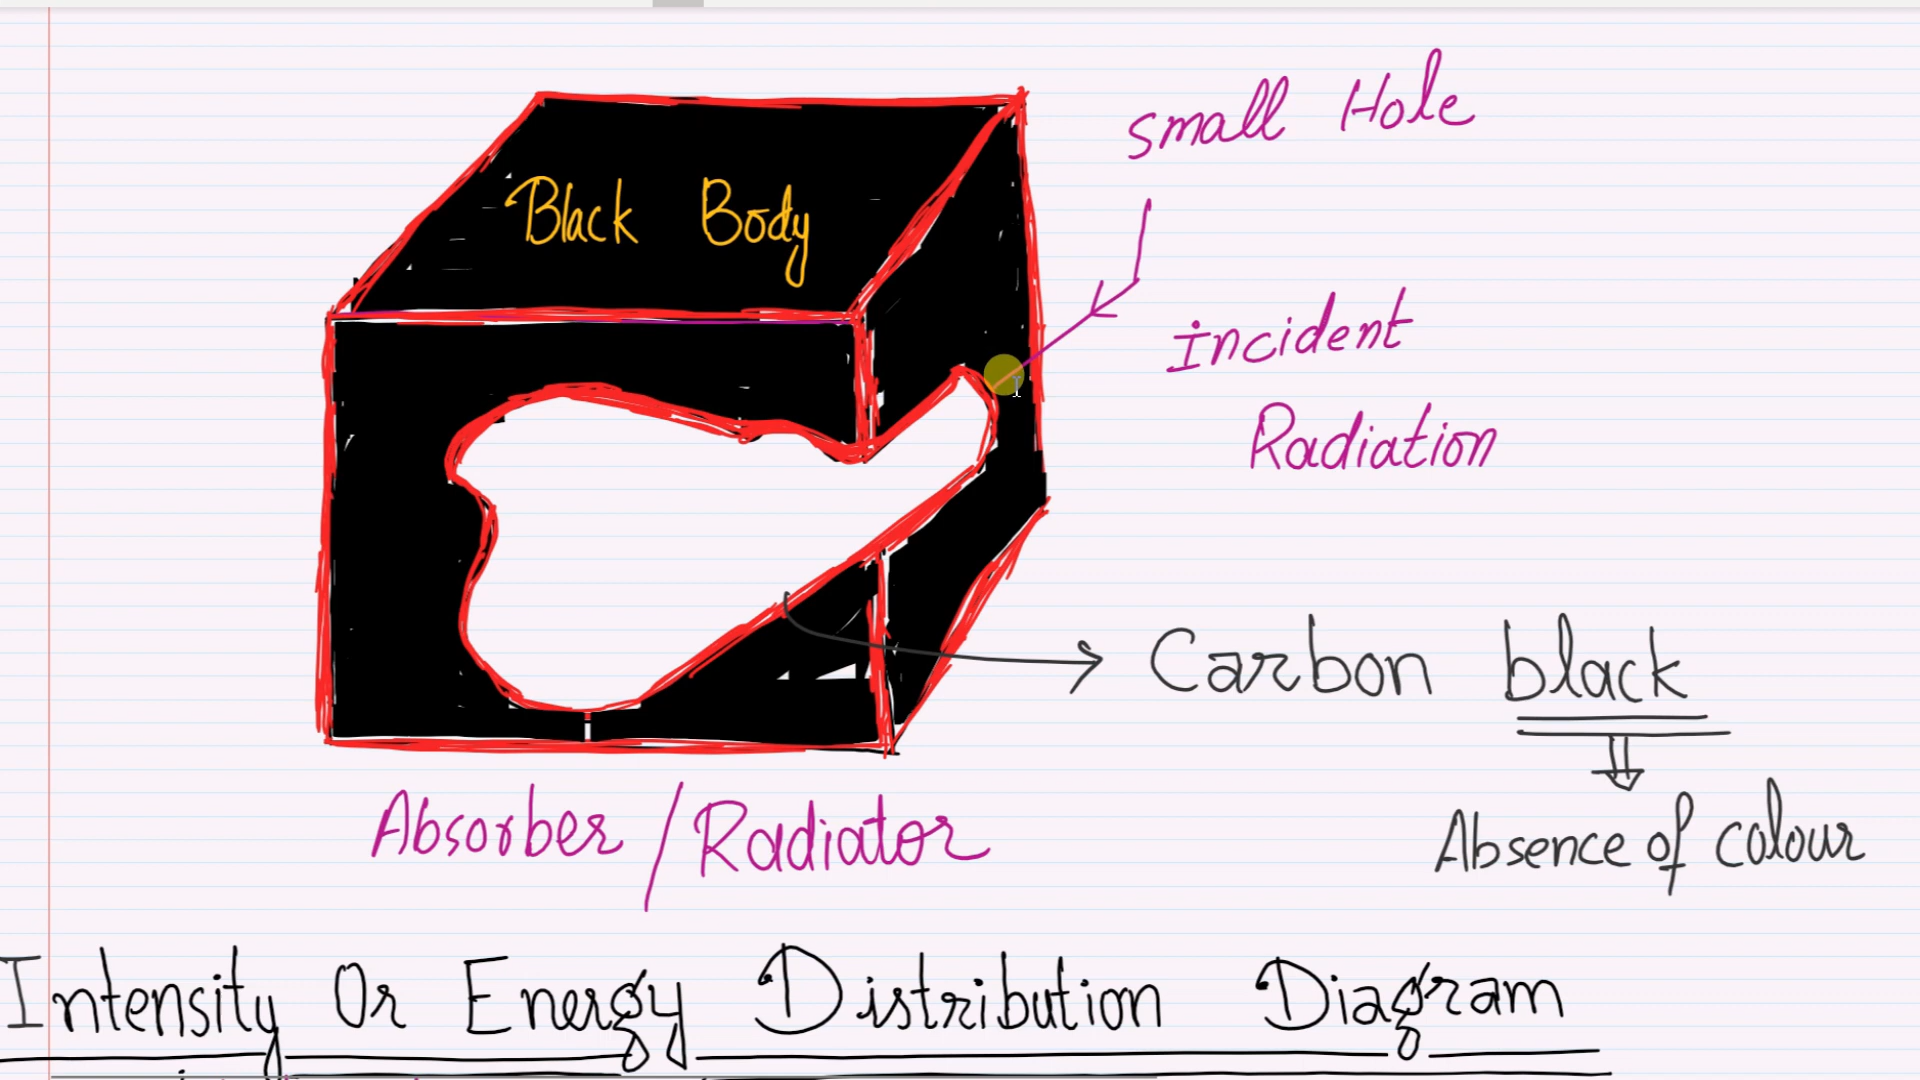 small Hole
Black Body
incident
Radiation
Carbon black
Absence of colour
Absorber / Radiator
Intensity Or Energy Distribution Diagram